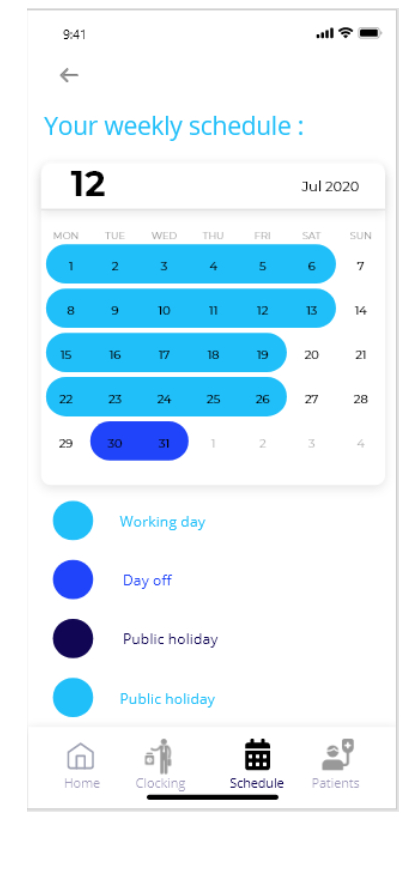 9:41
Your weekly schedule :
12 Jul 2020
MON TUE WED THU FRI SAT SUN
1 2 3 4 5 6 7
8 9 10 11 12 13 14
15 16 17 18 19 20 21
22 23 24 25 26 27 28
29 30 31 1 2 3 4
Working day
Day off
Public holiday
Public holiday
Home Clocking Schedule Patients